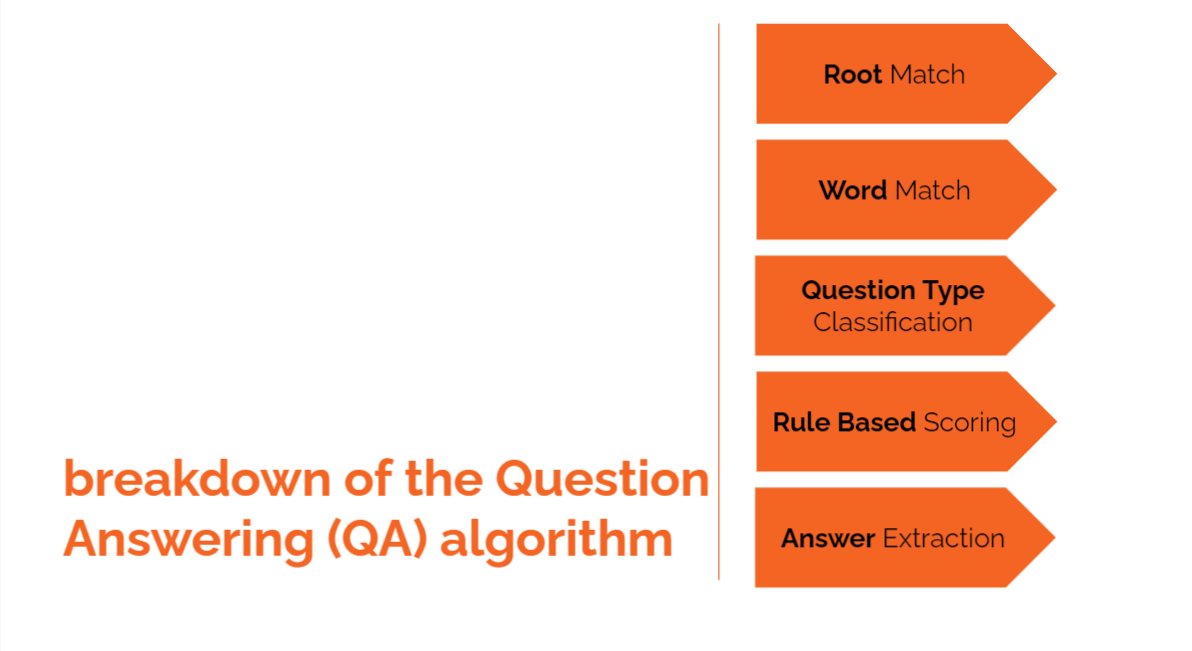 breakdown of the Question
Answering (QA) algorithm
Root Match
Word Match
Question Type
Classification
Rule Based Scoring
Answer Extraction